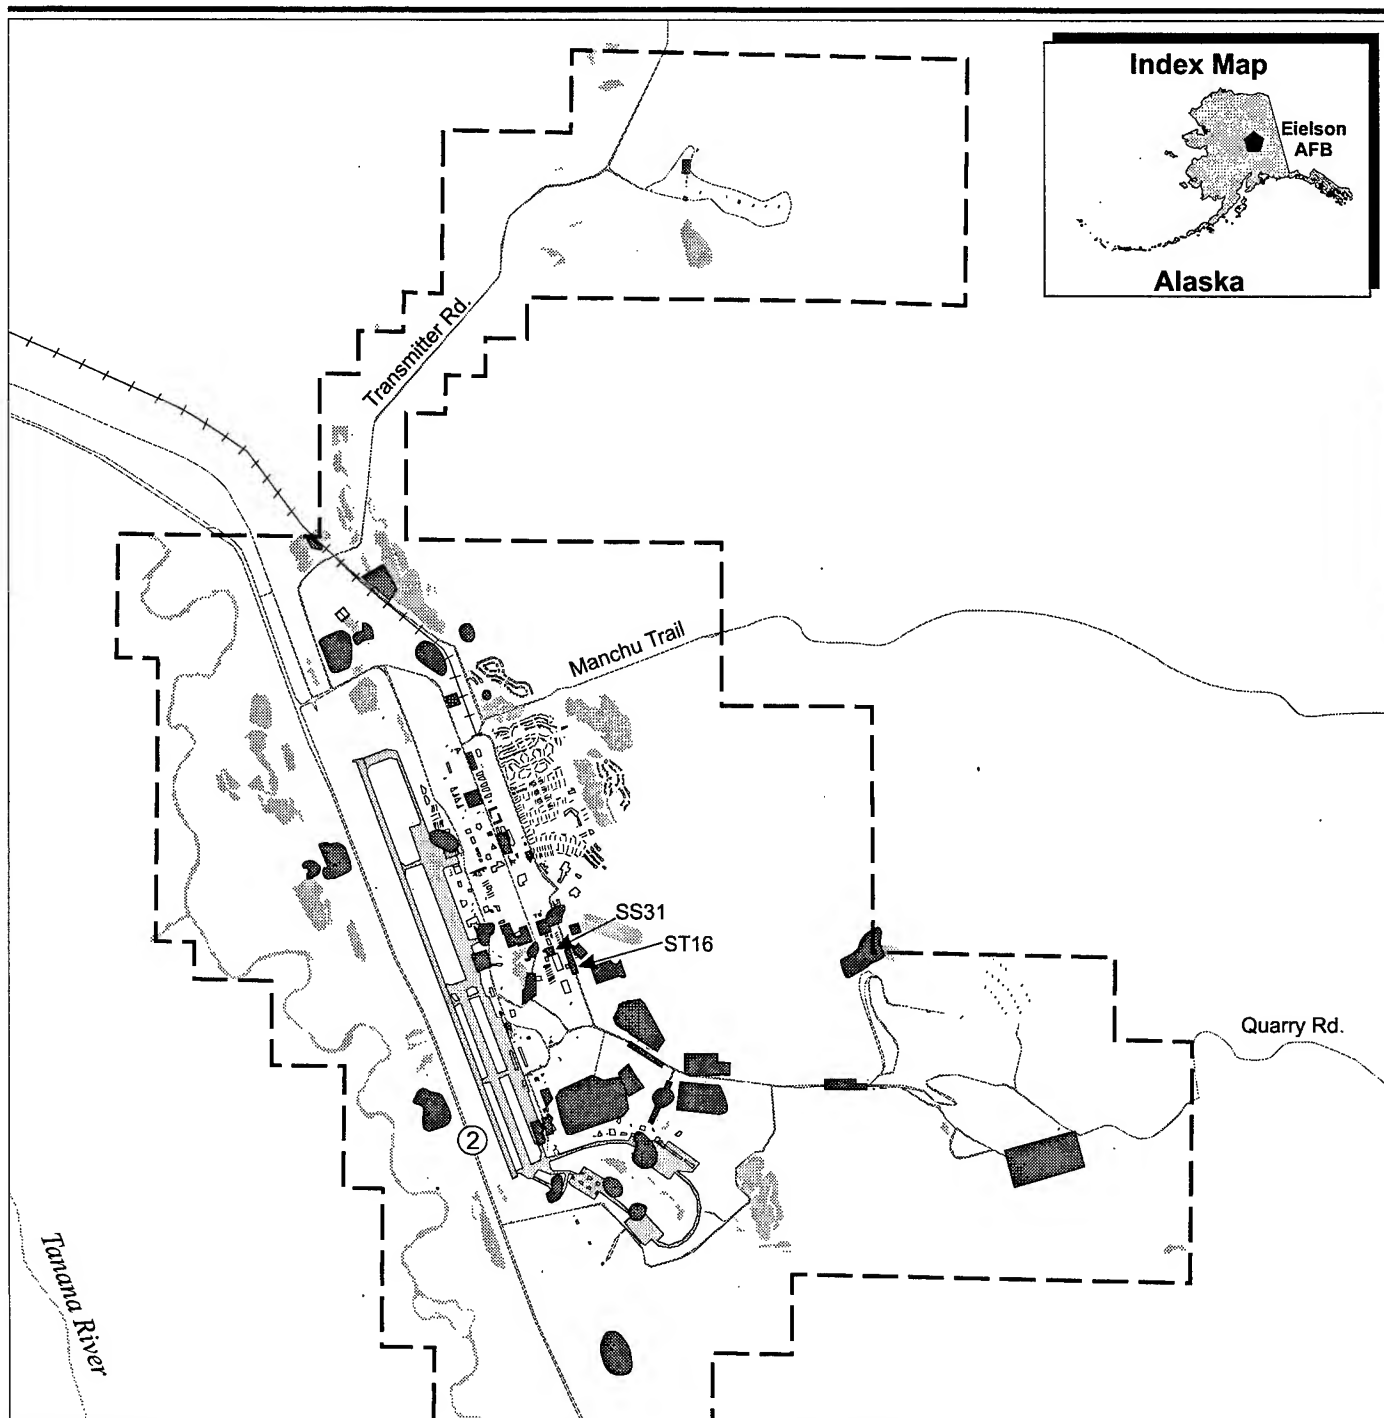 Index Map
Eielson
AFB
Alaska
Transmitter Rd.
Manchu Trail
SS31
ST16
Quarry Rd.
2
Tanana River